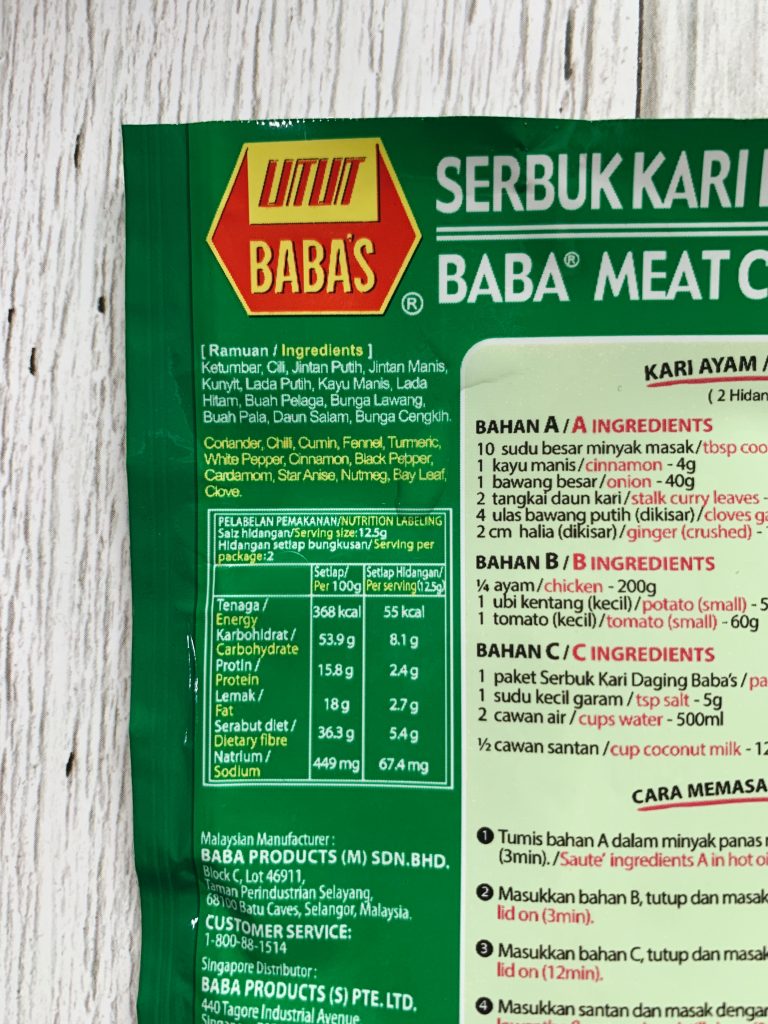 பாபா
BABA'S
®
SERBUK KARI
BABA® MEAT
[ Ramuan / Ingredients ]
Ketumbar, Cili, Jintan Putih, Jintan Manis,
Kunyit, Lada Putih, Kayu Manis, Lada
Hitam, Buah Pelaga, Bunga Lawang,
Buah Pala, Daun Salam, Bunga Cengkih.
Coriander, Chilli, Cumin, Fennel, Turmeric,
White Pepper, Cinnamon, Black Pepper,
Cardamom, Star Anise, Nutmeg, Bay Leaf,
Clove.
PELABELAN PEMAKANAN/NUTRITION LABELING
Saiz hidangan/Serving size:12.5g
Hidangan setiap bungkusan/Serving per
package:2
Setiap/ Setiap Hidangan/
Per 100g Per serving(12.5g)
Tenaga /
Energy 368 kcal 55 kcal
Karbohidrat /
Carbohydrate 53.9 g 8.1 g
Protin /
Protein 15.8 g 2.4 g
Lemak /
Fat 18 g 2.7 g
Serabut diet /
Dietary fibre 36.3 g 5.4 g
Natrium /
Sodium 449 mg 67.4 mg
Malaysian Manufacturer :
BABA PRODUCTS (M) SDN.BHD.
Block C, Lot 46911,
Taman Perindustrian Selayang,
68100 Batu Caves, Selangor, Malaysia.
CUSTOMER SERVICE:
1-800-88-1514
Singapore Distributor :
BABA PRODUCTS (S) PTE. LTD.
440 Tagore Industrial Avenue
KARI AYAM /
( 2 Hidan
BAHAN A / A INGREDIENTS
10 sudu besar minyak masak/tbsp coo
1 kayu manis/cinnamon - 4g
1 bawang besar/onion - 40g
2 tangkai daun kari/stalk curry leaves -
4 ulas bawang putih (dikisar)/cloves ga
2 cm halia (dikisar)/ginger (crushed) -
BAHAN B / B INGREDIENTS
¼ ayam/chicken - 200g
1 ubi kentang (kecil)/potato (small) - 5
1 tomato (kecil)/tomato (small) - 60g
BAHAN C / C INGREDIENTS
1 paket Serbuk Kari Daging Baba's / pa
1 sudu kecil garam / tsp salt - 5g
2 cawan air / cups water - 500ml
½ cawan santan /cup coconut milk - 12
CARA MEMASA
1 Tumis bahan A dalam minyak panas
(3min). /Saute' ingredients A in hot oi
2 Masukkan bahan B, tutup dan masak
lid on (3min).
3 Masukkan bahan C, tutup dan masak
lid on (12min).
4 Masukkan santan dan masak dengan